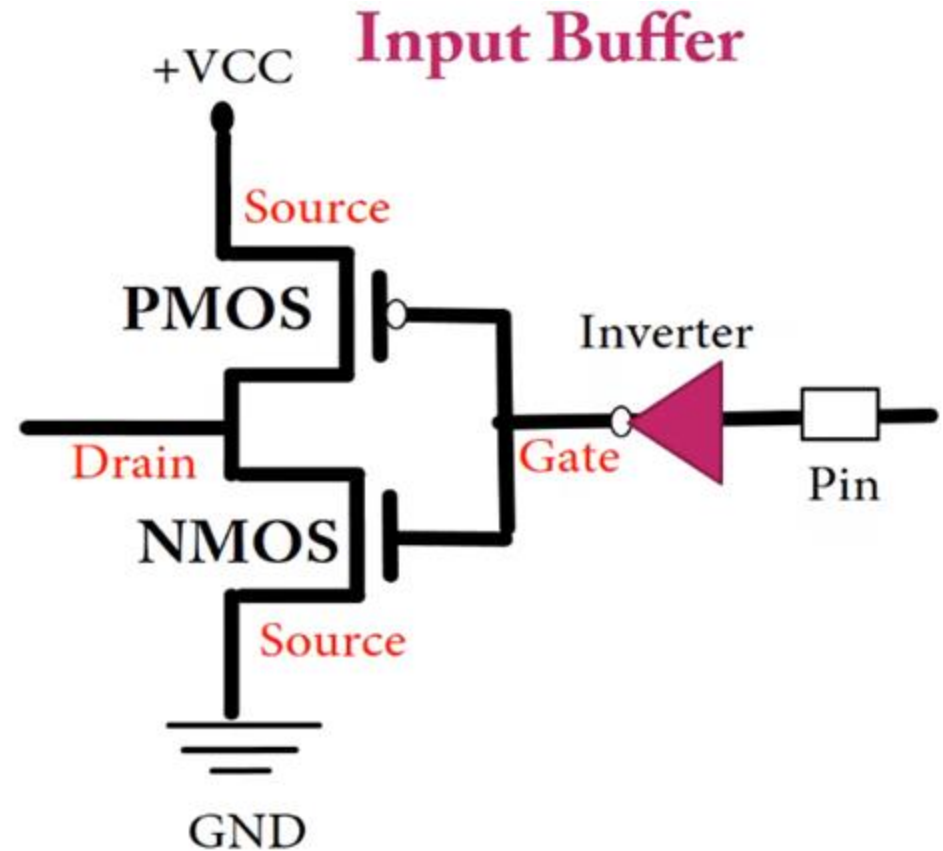 Input Buffer
+VCC
Source
PMOS
Inverter
Drain
Gate
Pin
NMOS
Source
GND